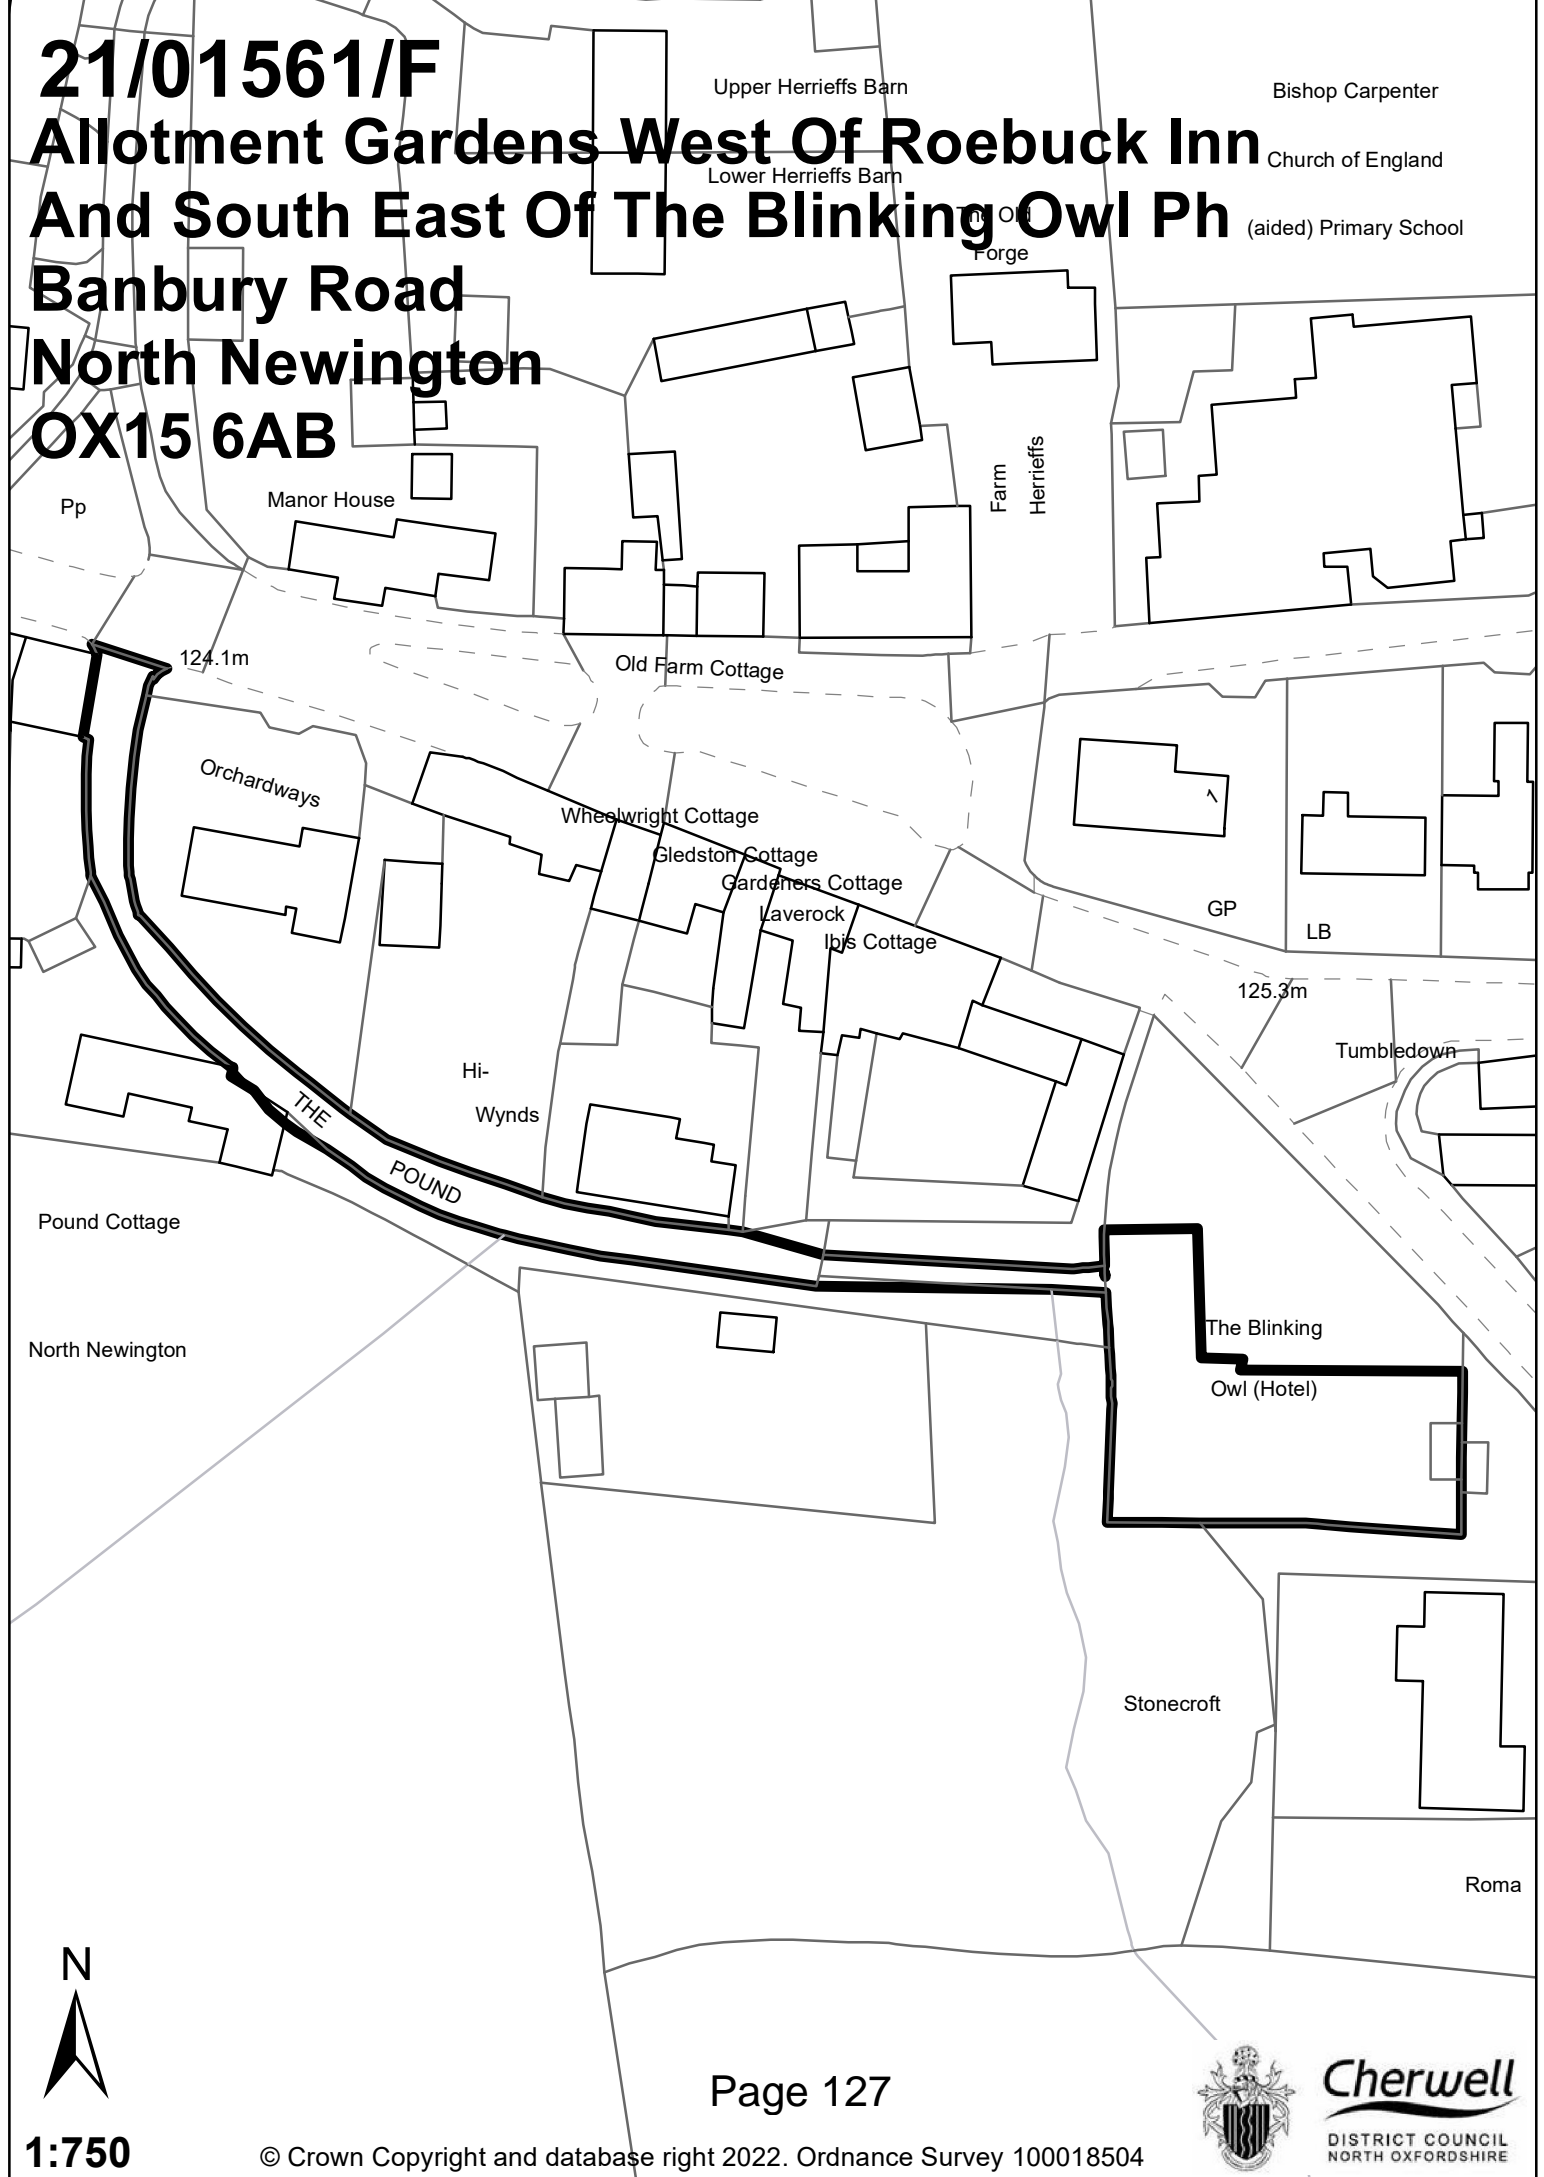 21/01561/F
Allotment Gardens West Of Roebuck Inn
And South East Of The Blinking Owl Ph
Banbury Road
North Newington
OX15 6AB
Upper Herrieffs Barn
Bishop Carpenter
Church of England
(aided) Primary School
Lower Herrieffs Barn
The Old
Forge
Farm
Herrieffs
Pp
Manor House
124.1m
Old Farm Cottage
Orchardways
Wheelwright Cottage
Gledston Cottage
Gardeners Cottage
Laverock
Ibis Cottage
1
GP
LB
125.3m
Tumbledown
Hi-
Wynds
THE
POUND
Pound Cottage
North Newington
The Blinking
Owl (Hotel)
Stonecroft
Roma
N
1:750
Page 127
© Crown Copyright and database right 2022. Ordnance Survey 100018504
Cherwell
DISTRICT COUNCIL
NORTH OXFORDSHIRE